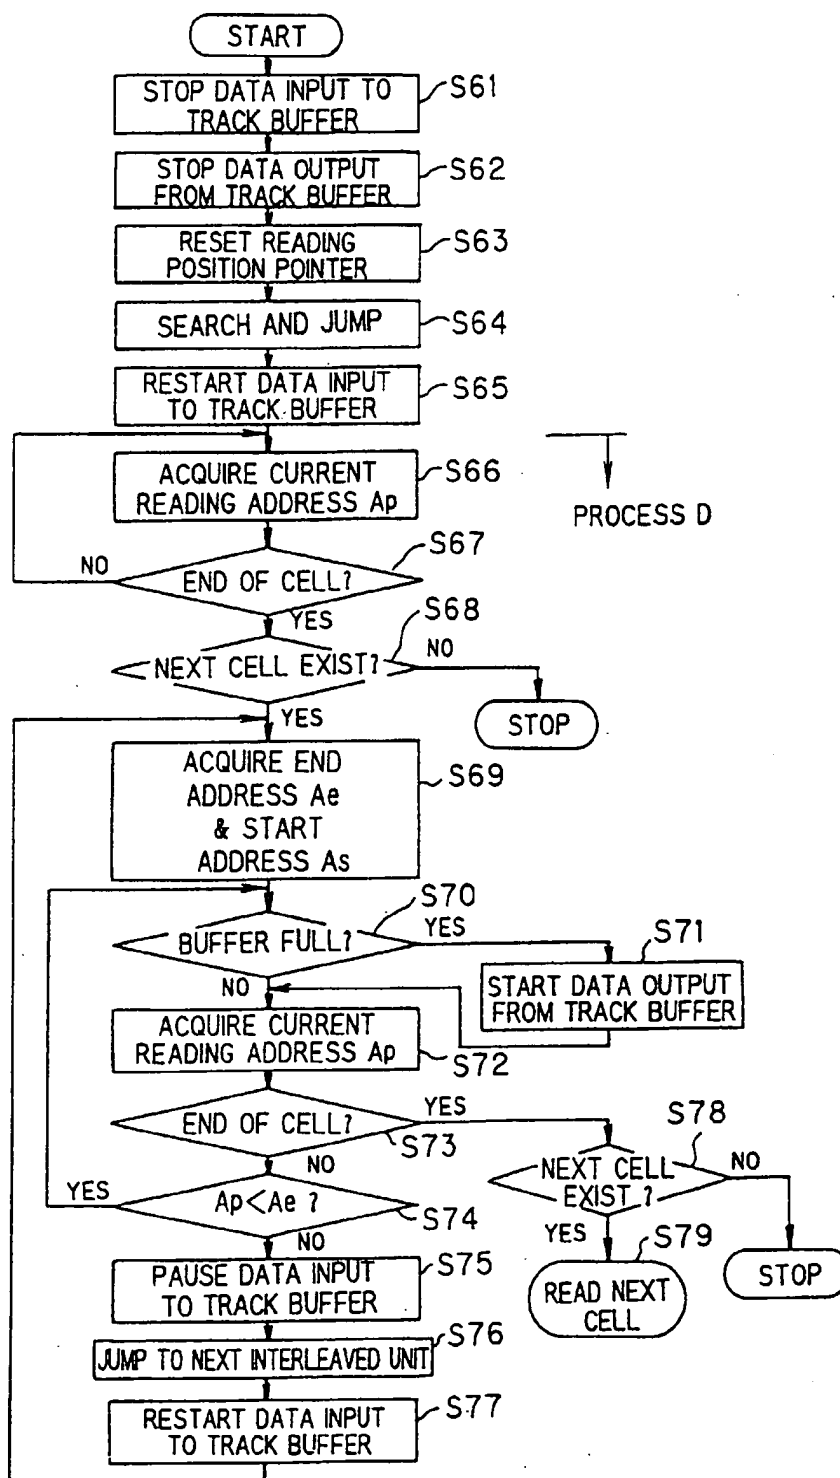 START
STOP DATA INPUT TO
TRACK BUFFER
S61
STOP DATA OUTPUT
FROM TRACK BUFFER
S62
RESET READING
POSITION POINTER
S63
SEARCH AND JUMP
S64
RESTART DATA INPUT
TO TRACK BUFFER
S65
ACQUIRE CURRENT
READING ADDRESS Ap
S66
PROCESS D
S67
NO
END OF CELL?
YES
S68
NEXT CELL EXIST?
NO
YES
STOP
ACQUIRE END
ADDRESS Ae
& START
ADDRESS As
S69
S70
BUFFER FULL?
YES
S71
NO
START DATA OUTPUT
FROM TRACK BUFFER
ACQUIRE CURRENT
READING ADDRESS Ap
S72
END OF CELL?
YES
S73
NO
S78
NEXT CELL
EXIST?
NO
YES
Ap<Ae ?
S74
NO
YES
S79
STOP
READ NEXT
CELL
PAUSE DATA INPUT
TO TRACK BUFFER
S75
S76
JUMP TO NEXT INTERLEAVED UNIT
RESTART DATA INPUT
TO TRACK BUFFER
S77